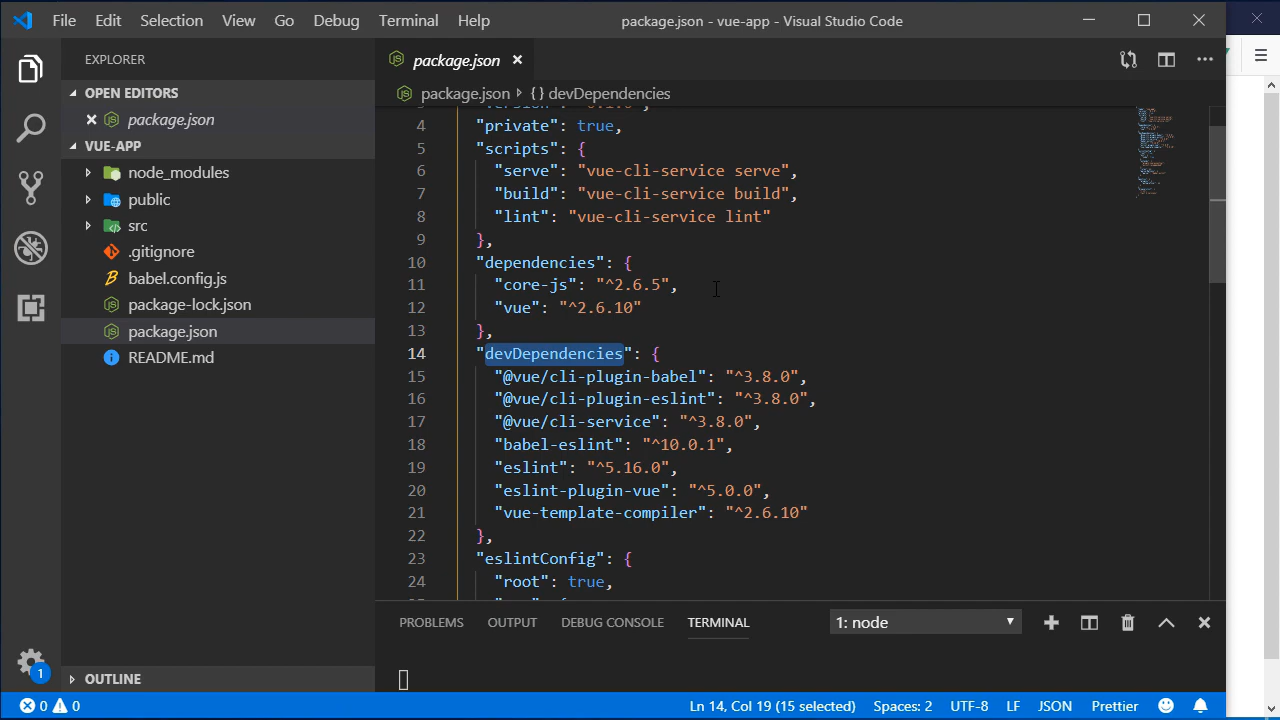 File Edit Selection View Go Debug Terminal Help package.json - vue-app - Visual Studio Code
EXPLORER
OPEN EDITORS
package.json
VUE-APP
node_modules
public
src
.gitignore
babel.config.js
package-lock.json
package.json
README.md
OUTLINE
package.json
package.json { } devDependencies
4 "private": true,
5 "scripts": {
6 "serve": "vue-cli-service serve",
7 "build": "vue-cli-service build",
8 "lint": "vue-cli-service lint"
9 },
10 "dependencies": {
11 "core-js": "^2.6.5",
12 "vue": "^2.6.10"
13 },
14 "devDependencies": {
15 "@vue/cli-plugin-babel": "^3.8.0",
16 "@vue/cli-plugin-eslint": "^3.8.0",
17 "@vue/cli-service": "^3.8.0",
18 "babel-eslint": "^10.0.1",
19 "eslint": "^5.16.0",
20 "eslint-plugin-vue": "^5.0.0",
21 "vue-template-compiler": "^2.6.10"
22 },
23 "eslintConfig": {
24 "root": true,
PROBLEMS OUTPUT DEBUG CONSOLE TERMINAL 1: node
1
0 0 Ln 14, Col 19 (15 selected) Spaces: 2 UTF-8 LF JSON Prettier